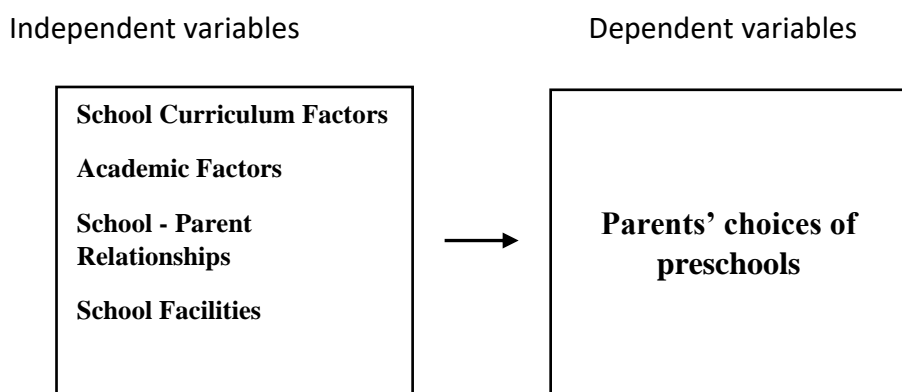 Independent variables
Dependent variables
School Curriculum Factors
Academic Factors
School - Parent
Relationships
School Facilities
Parents’ choices of
preschools